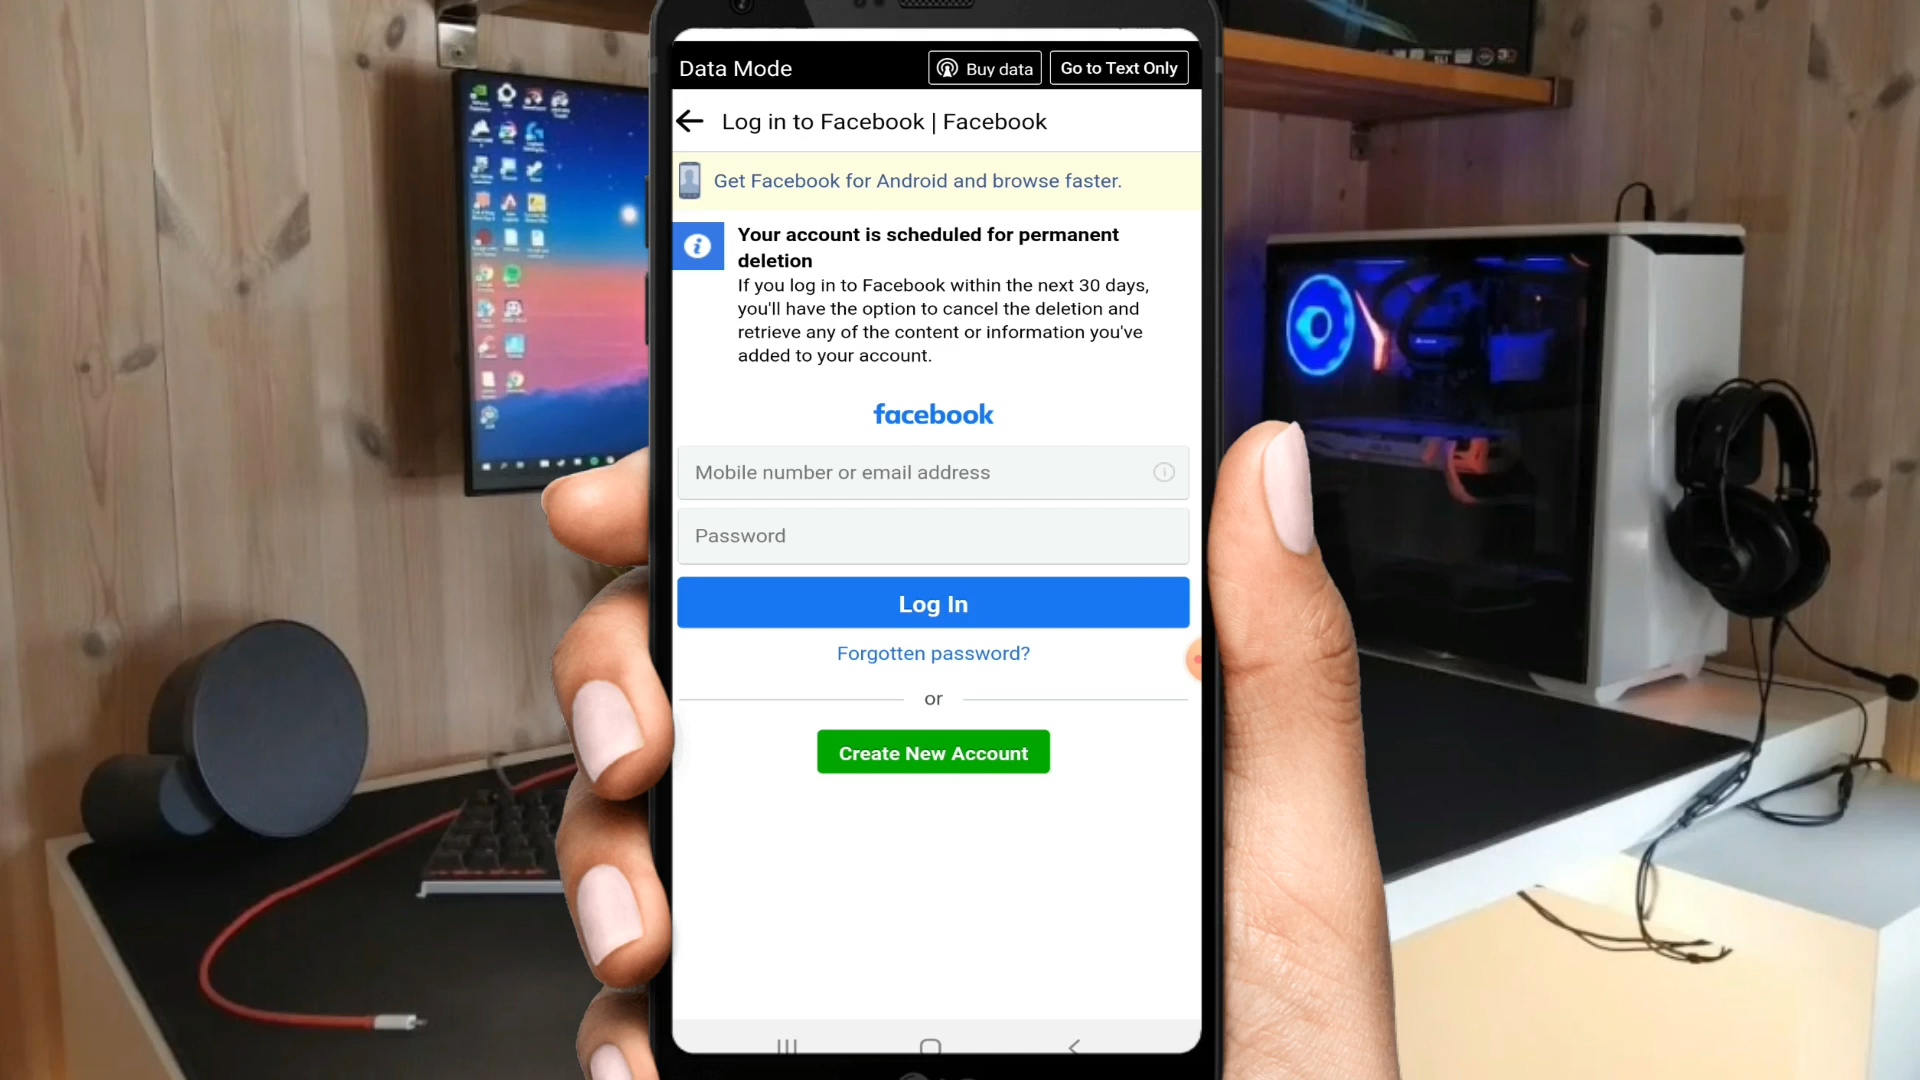 Data Mode
Buy data
Go to Text Only
Log in to Facebook | Facebook
Get Facebook for Android and browse faster.
Your account is scheduled for permanent
deletion
If you log in to Facebook within the next 30 days,
you'll have the option to cancel the deletion and
retrieve any of the content or information you've
added to your account.
facebook
Mobile number or email address
Password
Log In
Forgotten password?
or
Create New Account